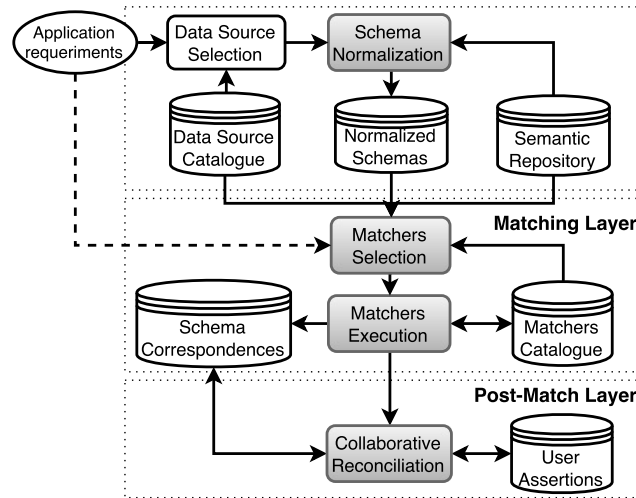 Application
requeriments
Data Source
Selection
Schema
Normalization
Data Source
Catalogue
Normalized
Schemas
Semantic
Repository
Matching Layer
Matchers
Selection
Schema
Correspondences
Matchers
Execution
Matchers
Catalogue
Post-Match Layer
Collaborative
Reconciliation
User
Assertions